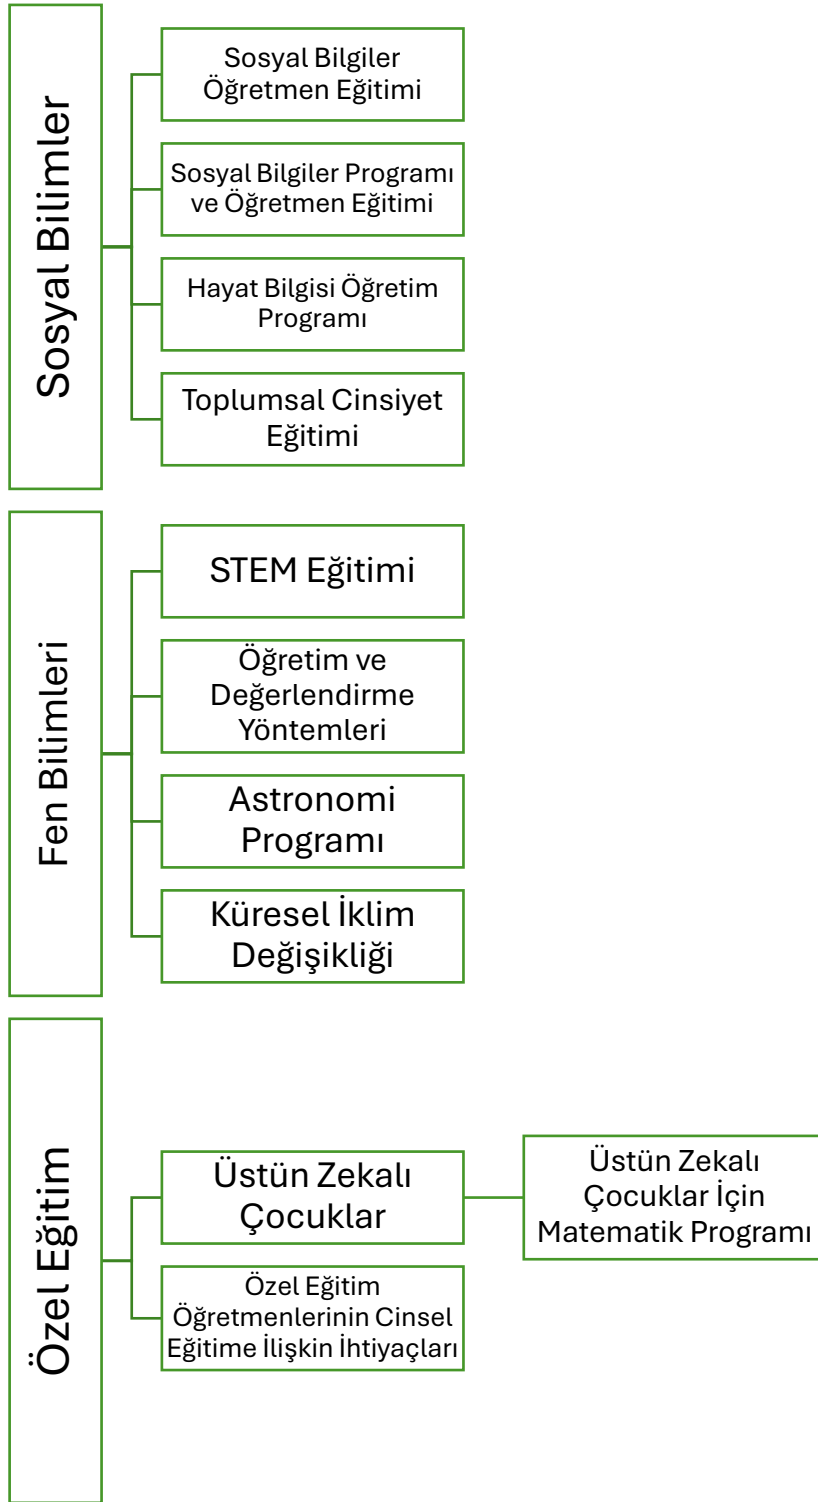 Sosyal Bilimler
Sosyal Bilgiler
Öğretmen Eğitimi
Sosyal Bilgiler Programı
ve Öğretmen Eğitimi
Hayat Bilgisi Öğretim
Programı
Toplumsal Cinsiyet
Eğitimi
Fen Bilimleri
STEM Eğitimi
Öğretim ve
Değerlendirme
Yöntemleri
Astronomi
Programı
Küresel İklim
Değişikliği
Özel Eğitim
Üstün Zekalı
Çocuklar
Üstün Zekalı
Çocuklar İçin
Matematik Programı
Özel Eğitim
Öğretmenlerinin Cinsel
Eğitime İlişkin İhtiyaçları